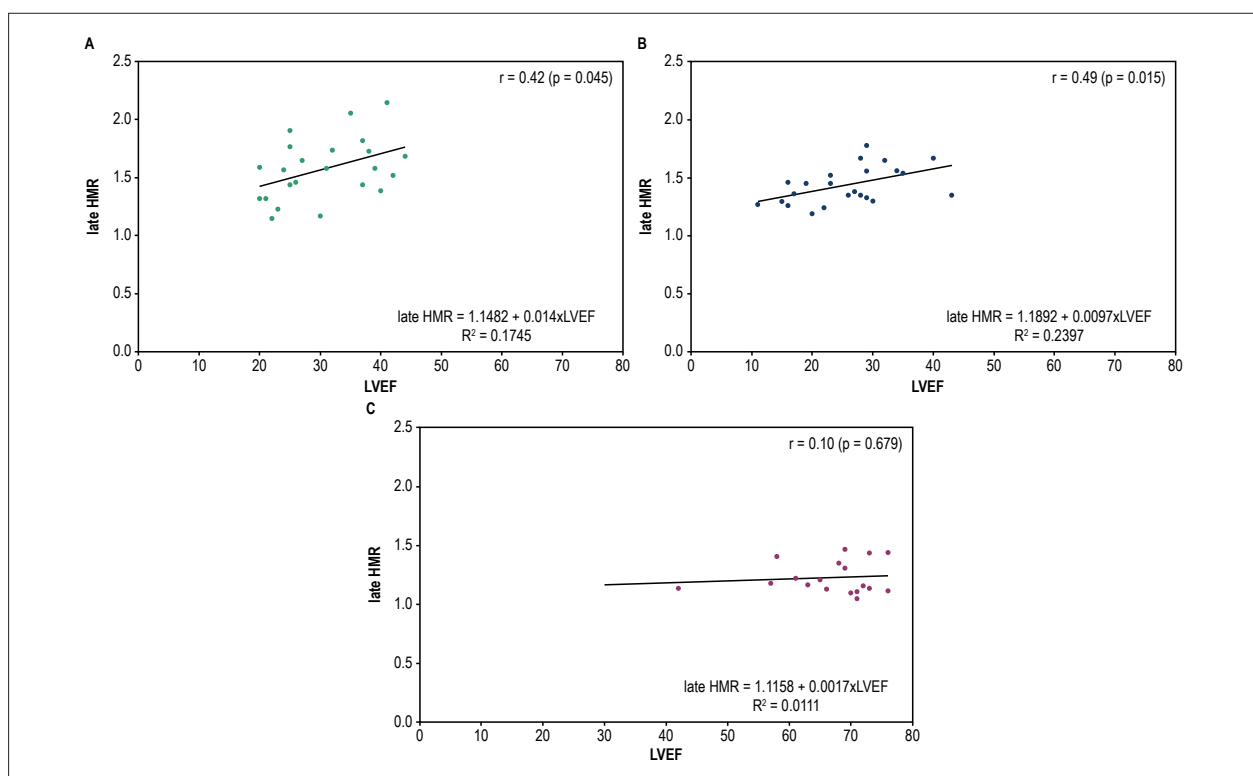 A
2.5
2.0
1.5
1.0
0.5
0.0
late HMR
r = 0.42 (p = 0.045)
late HMR = 1.1482 + 0.014xLVEF
R² = 0.1745
0 10 20 30 40 50 60 70 80
LVEF
B
2.5
2.0
1.5
1.0
0.5
0.0
late HMR
r = 0.49 (p = 0.015)
late HMR = 1.1892 + 0.0097xLVEF
R² = 0.2397
0 10 20 30 40 50 60 70 80
LVEF
C
2.5
2.0
1.5
1.0
0.5
0.0
late HMR
r = 0.10 (p = 0.679)
late HMR = 1.1158 + 0.0017xLVEF
R² = 0.0111
0 10 20 30 40 50 60 70 80
LVEF